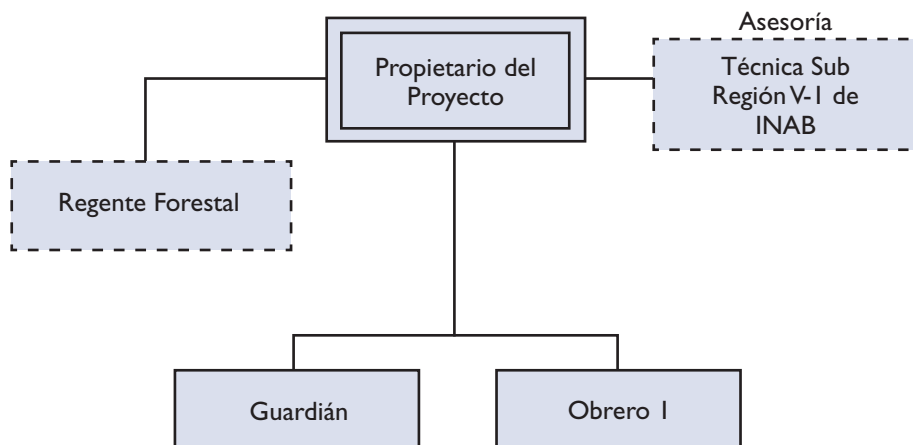 Asesoría
Propietario del
Proyecto
Técnica Sub
Región V-1 de
INAB
Regente Forestal
Guardián
Obrero 1